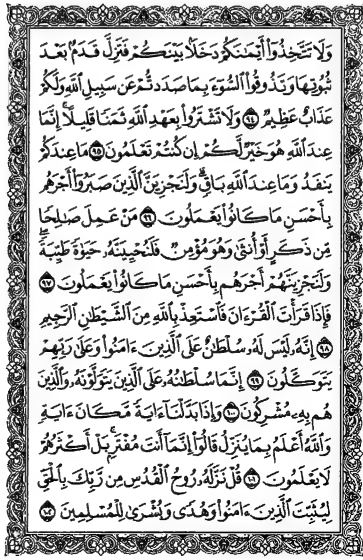 وَلَا تَتَّخِذُوٓا۟ أَيْمَـٰنَكُمْ دَخَلًۢا بَيْنَكُمْ فَتَزِلَّ قَدَمٌۢ بَعْدَ
ثُبُوتِهَا وَتَذُوقُوا۟ ٱلسُّوٓءَ بِمَا صَدَدتُّمْ عَن سَبِيلِ ٱللَّهِ وَلَكُمْ
عَذَابٌ عَظِيمٌ ٩٤ وَلَا تَشْتَرُوا۟ بِعَهْدِ ٱللَّهِ ثَمَنًا قَلِيلًا إِنَّمَا
عِندَ ٱللَّهِ هُوَ خَيْرٌ لَّكُمْ إِن كُنتُمْ تَعْلَمُونَ ٩٥ مَا عِندَكُمْ
يَنفَدُ وَمَا عِندَ ٱللَّهِ بَاقٍ وَلَنَجْزِيَنَّ ٱلَّذِينَ صَبَرُوٓا۟ أَجْرَهُم
بِأَحْسَنِ مَا كَانُوا۟ يَعْمَلُونَ ٩٦ مَنْ عَمِلَ صَـٰلِحًا
مِّن ذَكَرٍ أَوْ أُنثَىٰ وَهُوَ مُؤْمِنٌ فَلَنُحْيِيَنَّهُۥ حَيَوٰةً طَيِّبَةً
وَلَنَجْزِيَنَّهُمْ أَجْرَهُم بِأَحْسَنِ مَا كَانُوا۟ يَعْمَلُونَ ٩٧
فَإِذَا قَرَأْتَ ٱلْقُرْءَانَ فَٱسْتَعِذْ بِٱللَّهِ مِنَ ٱلشَّيْطَـٰنِ ٱلرَّجِيمِ
٩٨ إِنَّهُۥ لَيْسَ لَهُۥ سُلْطَـٰنٌ عَلَى ٱلَّذِينَ ءَامَنُوا۟ وَعَلَىٰ رَبِّهِمْ
يَتَوَكَّلُونَ ٩٩ إِنَّمَا سُلْطَـٰنُهُۥ عَلَى ٱلَّذِينَ يَتَوَلَّوْنَهُۥ وَٱلَّذِينَ
هُم بِهِۦ مُشْرِكُونَ ١٠٠ وَإِذَا بَدَّلْنَآ ءَايَةً مَّكَانَ ءَايَةٍ
وَٱللَّهُ أَعْلَمُ بِمَا يُنَزِّلُ قَالُوٓا۟ إِنَّمَآ أَنتَ مُفْتَرٍۭ بَلْ أَكْثَرُهُمْ
لَا يَعْلَمُونَ ١٠١ قُلْ نَزَّلَهُۥ رُوحُ ٱلْقُدُسِ مِن رَّبِّكَ بِٱلْحَقِّ
لِيُثَبِّتَ ٱلَّذِينَ ءَامَنُوا۟ وَهُدًى وَبُشْرَىٰ لِلْمُسْلِمِينَ ١٠٢